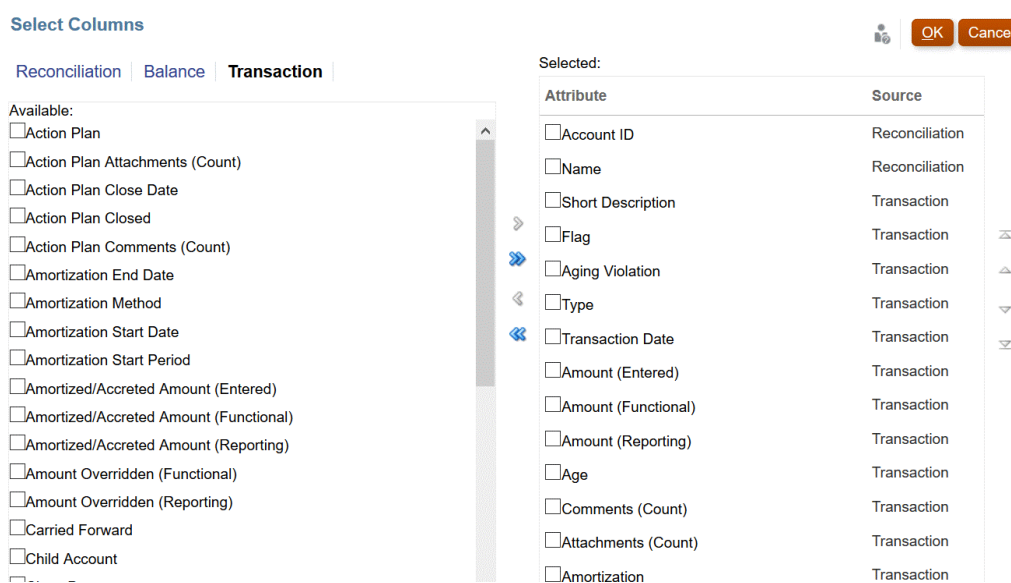 Select Columns
OK
Cance
Reconciliation
Balance
Transaction
Available:
Action Plan
Action Plan Attachments (Count)
Action Plan Close Date
Action Plan Closed
Action Plan Comments (Count)
Amortization End Date
Amortization Method
Amortization Start Date
Amortization Start Period
Amortized/Accreted Amount (Entered)
Amortized/Accreted Amount (Functional)
Amortized/Accreted Amount (Reporting)
Amount Overridden (Functional)
Amount Overridden (Reporting)
Carried Forward
Child Account
Selected:
Attribute Source
Account ID Reconciliation
Name Reconciliation
Short Description Transaction
Flag Transaction
Aging Violation Transaction
Type Transaction
Transaction Date Transaction
Amount (Entered) Transaction
Amount (Functional) Transaction
Amount (Reporting) Transaction
Age Transaction
Comments (Count) Transaction
Attachments (Count) Transaction
Amortization Transaction